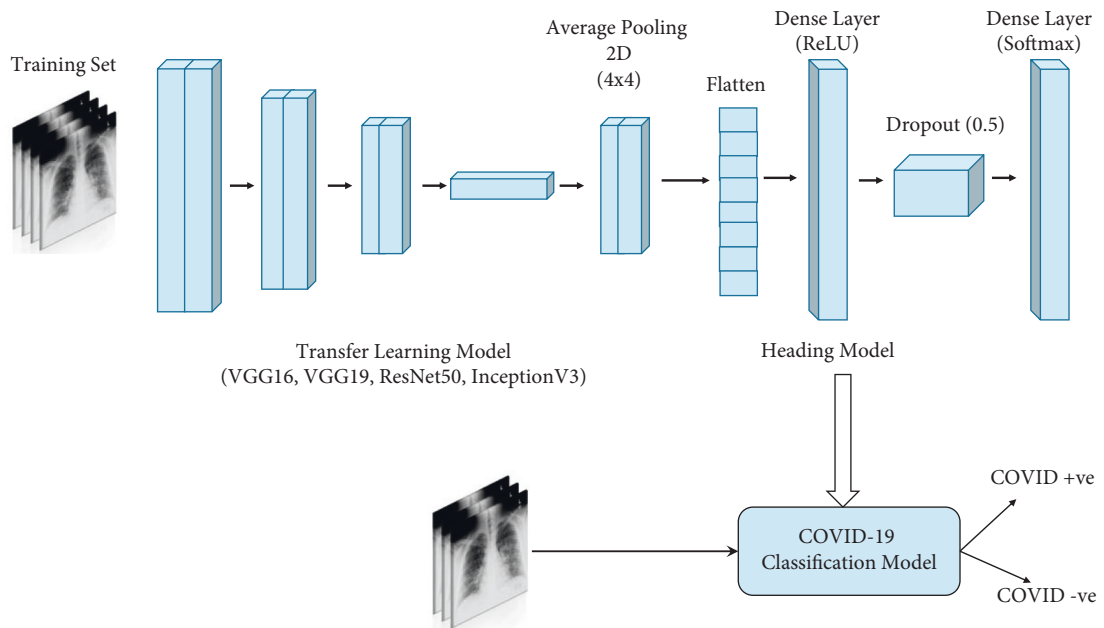 Training Set
Average Pooling
2D
(4x4)
Flatten
Dense Layer
(ReLU)
Dropout (0.5)
Dense Layer
(Softmax)
Transfer Learning Model
(VGG16, VGG19, ResNet50, InceptionV3)
Heading Model
COVID-19
Classification Model
COVID +ve
COVID -ve